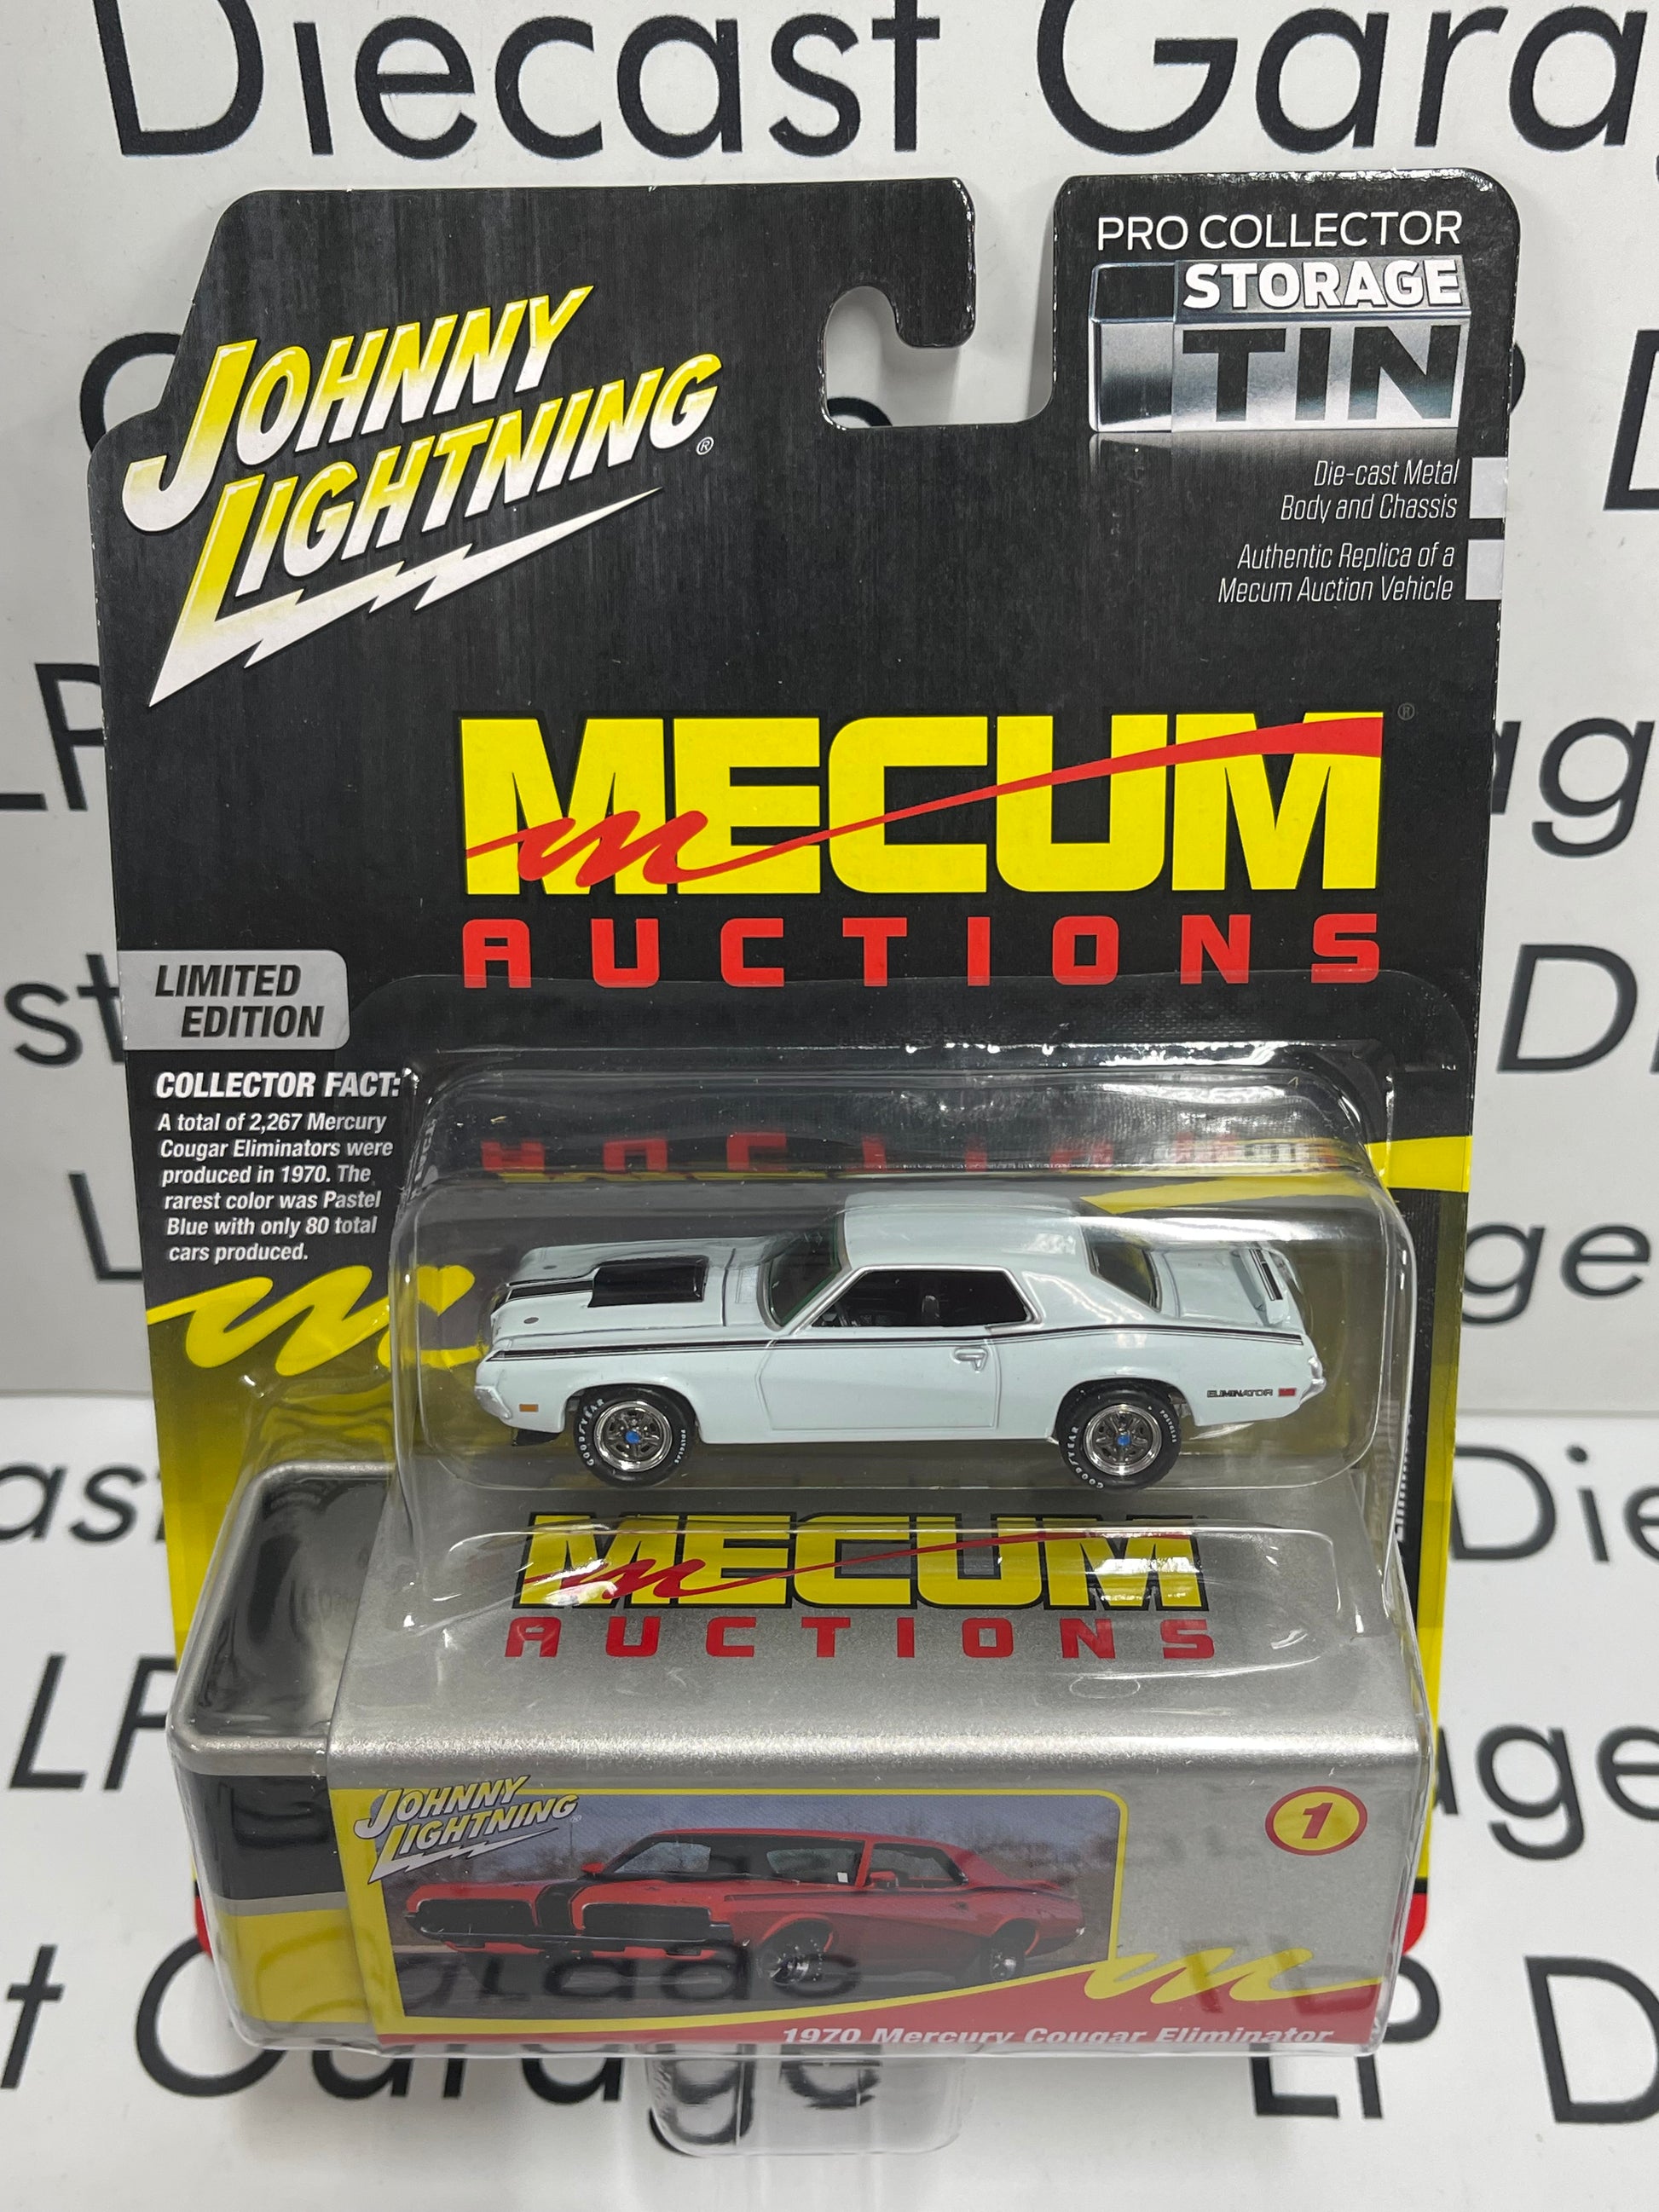 Diecast Garag
PRO COLLECTOR
STORAGE
TIN
JOHNNY
LIGHTNING®
Die-cast Metal
Body and Chassis
Authentic Replica of a
Mecum Auction Vehicle
MECUM®
AUCTIONS
LIMITED
EDITION
COLLECTOR FACT:
A total of 2,267 Mercury
Cougar Eliminators were
produced in 1970. The
rarest color was Pastel
Blue with only 80 total
cars produced.
ELIMINATOR
GOODYEAR
GOODYEAR
MECUM
AUCTIONS
JOHNNY
LIGHTNING
1
1970 Mercury Cougar Eliminator
LP D